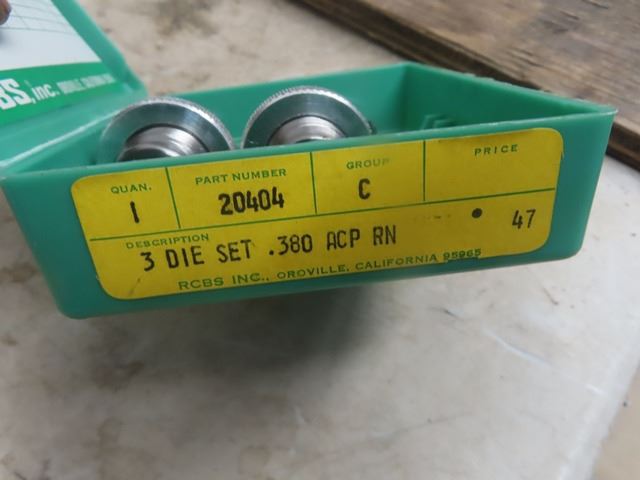 BS, inc.
QUAN. PART NUMBER GROUP PRICE
1 20404 C
DESCRIPTION 47
3 DIE SET .380 ACP RN
RCBS INC., OROVILLE, CALIFORNIA 95965